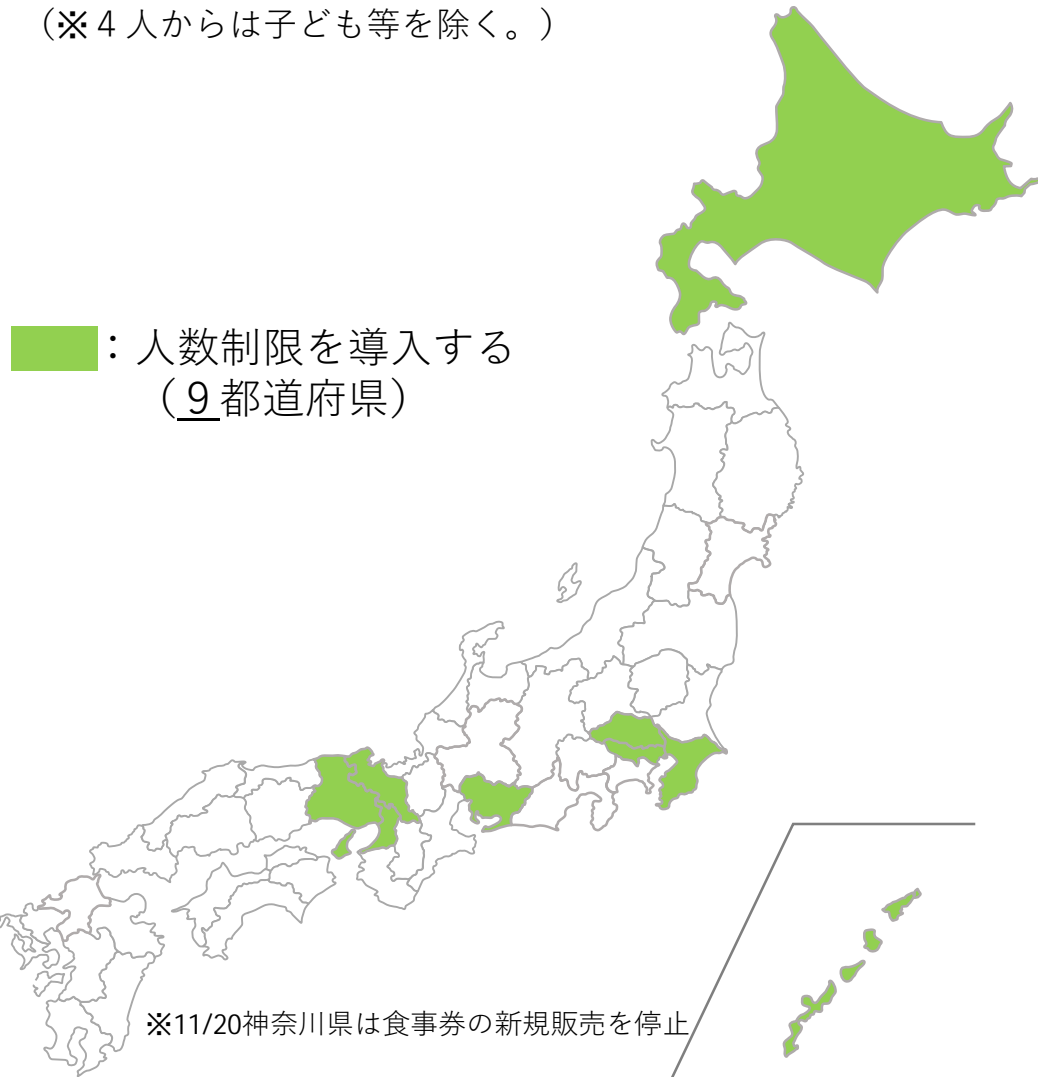 （※４人からは子ども等を除く。）
：人数制限を導入する
（９都道府県）
※11/20神奈川県は食事券の新規販売を停止